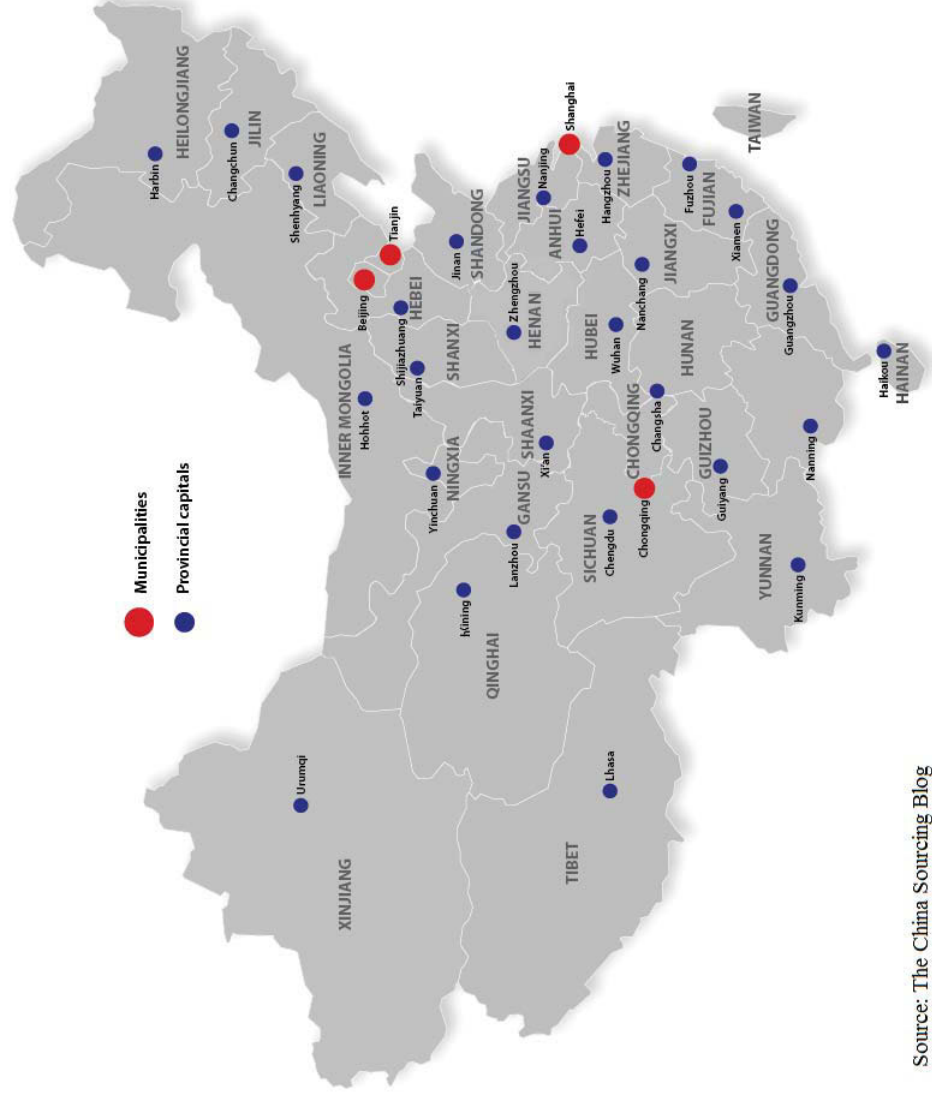 Municipalities
Provincial capitals
Harbin
HEILONGJIANG
Changchun
JILIN
Shenhyang
LIAONING
Urumqi
XINJIANG
INNER MONGOLIA
Hohhot
Beijing
Tianjin
Shijiazhuang
HEBEI
Taiyuan
SHANXI
Yinchuan
NINGXIA
Jinan
SHANDONG
Xining
QINGHAI
Lanzhou
GANSU
Zhengzhou
HENAN
SHAANXI
Xi'an
JIANGSU
Nanjing
ANHUI
Hefei
Shanghai
Hangzhou
ZHEJIANG
TIBET
Lhasa
SICHUAN
Chengdu
HUBEI
Wuhan
CHONGQING
Chongqing
Nanchang
JIANGXI
Changsha
HUNAN
GUIZHOU
Guiyang
Fuzhou
FUJIAN
Xiamen
TAIWAN
YUNNAN
Kunming
GUANGDONG
Guangzhou
Nanning
Haikou
HAINAN
Source: The China Sourcing Blog